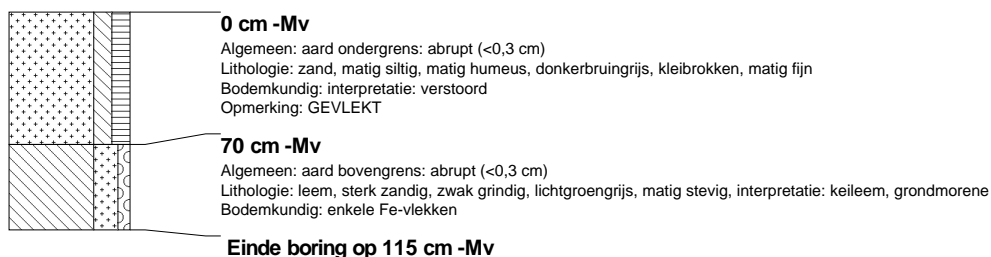 0 cm -Mv
Algemeen: aard ondergrens: abrupt (<0,3 cm)
Lithologie: zand, matig siltig, matig humeus, donkerbruingrijs, kleibrokken, matig fijn
Bodemkundig: interpretatie: verstoord
Opmerking: GEVLEKT
70 cm -Mv
Algemeen: aard bovengrens: abrupt (<0,3 cm)
Lithologie: leem, sterk zandig, zwak grindig, lichtgroengrijs, matig stevig, interpretatie: keileem, grondmorene
Bodemkundig: enkele Fe-vlekken
Einde boring op 115 cm -Mv